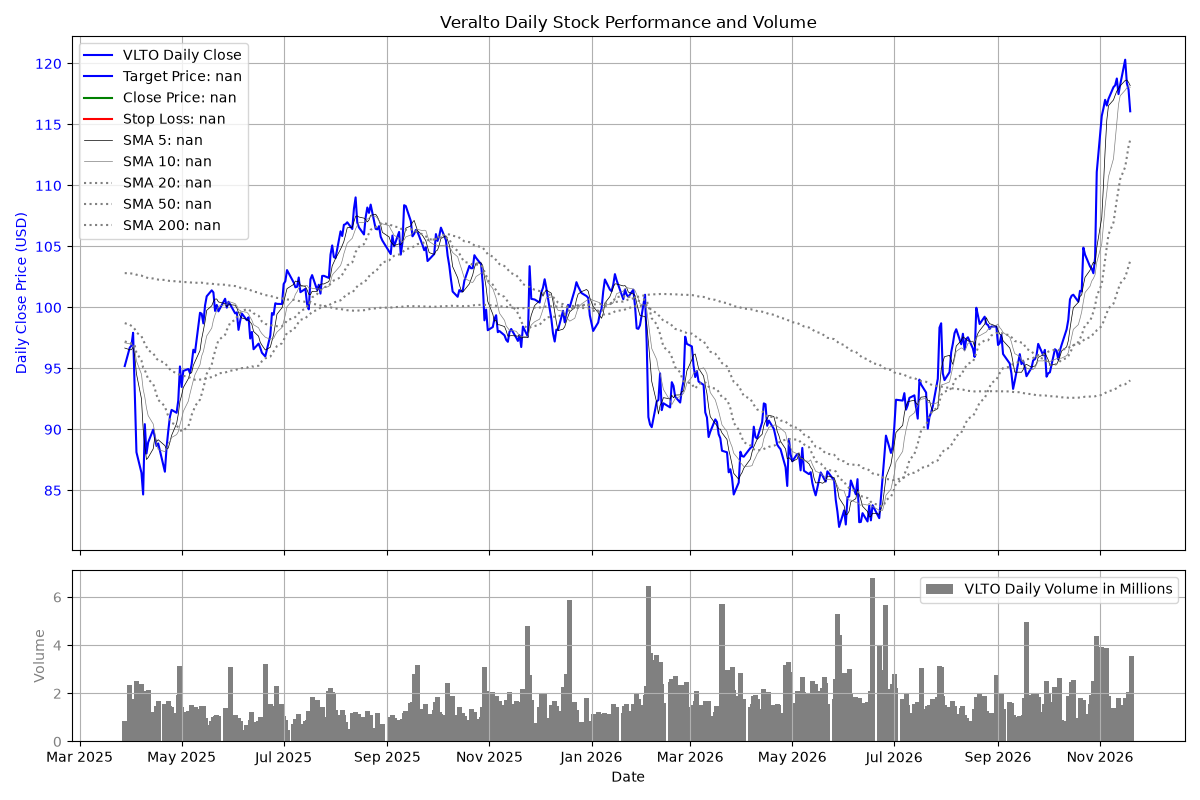 Veralto Daily Stock Performance and Volume
120
115
110
105
100
95
90
85
Daily Close Price (USD)
VLTO Daily Close
Target Price: nan
Close Price: nan
Stop Loss: nan
SMA 5: nan
SMA 10: nan
SMA 20: nan
SMA 50: nan
SMA 200: nan
6
4
2
0
Volume
VLTO Daily Volume in Millions
Mar 2025 May 2025 Jul 2025 Sep 2025 Nov 2025 Jan 2026 Mar 2026 May 2026 Jul 2026 Sep 2026 Nov 2026
Date